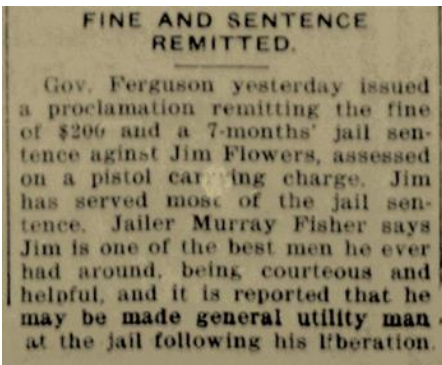 FINE AND SENTENCE
REMITTED.
Gov. Ferguson yesterday issued
a proclamation remitting the fine
of $200 and a 7-months' jail sen-
tence aginst Jim Flowers, assessed
on a pistol carrying charge. Jim
has served most of the jail sen-
tence. Jailer Murray Fisher says
Jim is one of the best men he ever
had around, being courteous and
helpful, and it is reported that he
may be made general utility man
at the jail following his liberation.